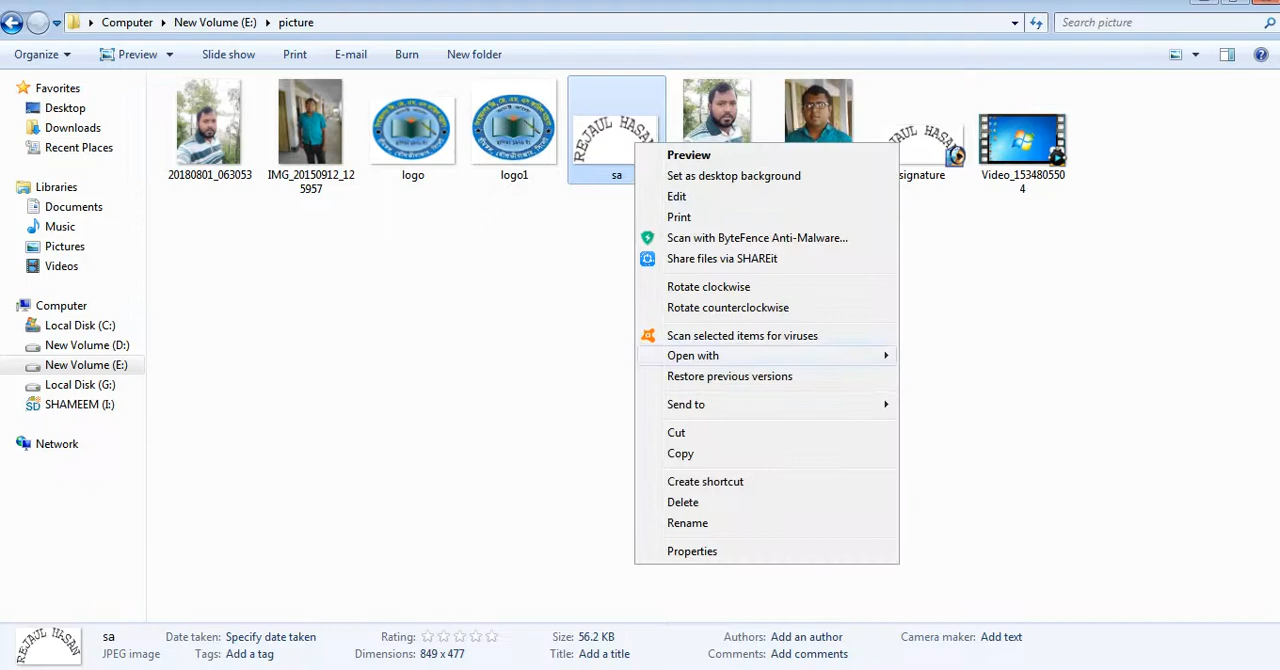 Computer
New Volume (E:)
picture
Search picture
Organize
Preview
Slide show
Print
E-mail
Burn
New folder
Favorites
Desktop
Downloads
Recent Places
Libraries
Documents
Music
Pictures
Videos
Computer
Local Disk (C:)
New Volume (D:)
New Volume (E:)
Local Disk (G:)
SHAMEEM (I:)
Network
20180801_063053
IMG_20150912_12
5957
logo
logo1
REJAUL HAS
sa
AUL HASAN
signature
Video_153480550
4
Preview
Set as desktop background
Edit
Print
Scan with ByteFence Anti-Malware...
Share files via SHAREit
Rotate clockwise
Rotate counterclockwise
Scan selected items for viruses
Open with
Restore previous versions
Send to
Cut
Copy
Create shortcut
Delete
Rename
Properties
REJAUL HASAN
sa
JPEG image
Date taken: Specify date taken
Tags: Add a tag
Rating:
Dimensions: 849 x 477
Size: 56.2 KB
Title: Add a title
Authors: Add an author
Comments: Add comments
Camera maker: Add text